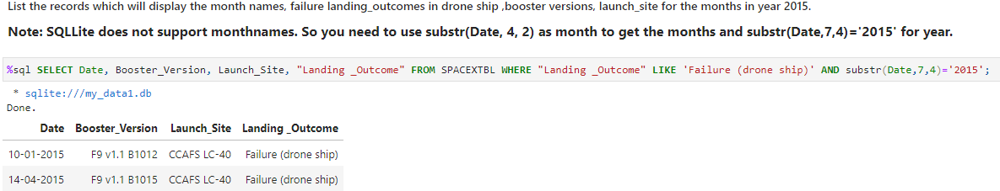 List the records which will display the month names, failure landing_outcomes in drone ship ,booster versions, launch_site for the months in year 2015.
Note: SQLLite does not support monthnames. So you need to use substr(Date, 4, 2) as month to get the months and substr(Date,7,4)='2015' for year.
%sql SELECT Date, Booster_Version, Launch_Site, "Landing _Outcome" FROM SPACEXTBL WHERE "Landing _Outcome" LIKE 'Failure (drone ship)' AND substr(Date,7,4)='2015';
* sqlite:///my_data1.db
Done.
Date Booster_Version Launch_Site Landing _Outcome
10-01-2015 F9 v1.1 B1012 CCAFS LC-40 Failure (drone ship)
14-04-2015 F9 v1.1 B1015 CCAFS LC-40 Failure (drone ship)